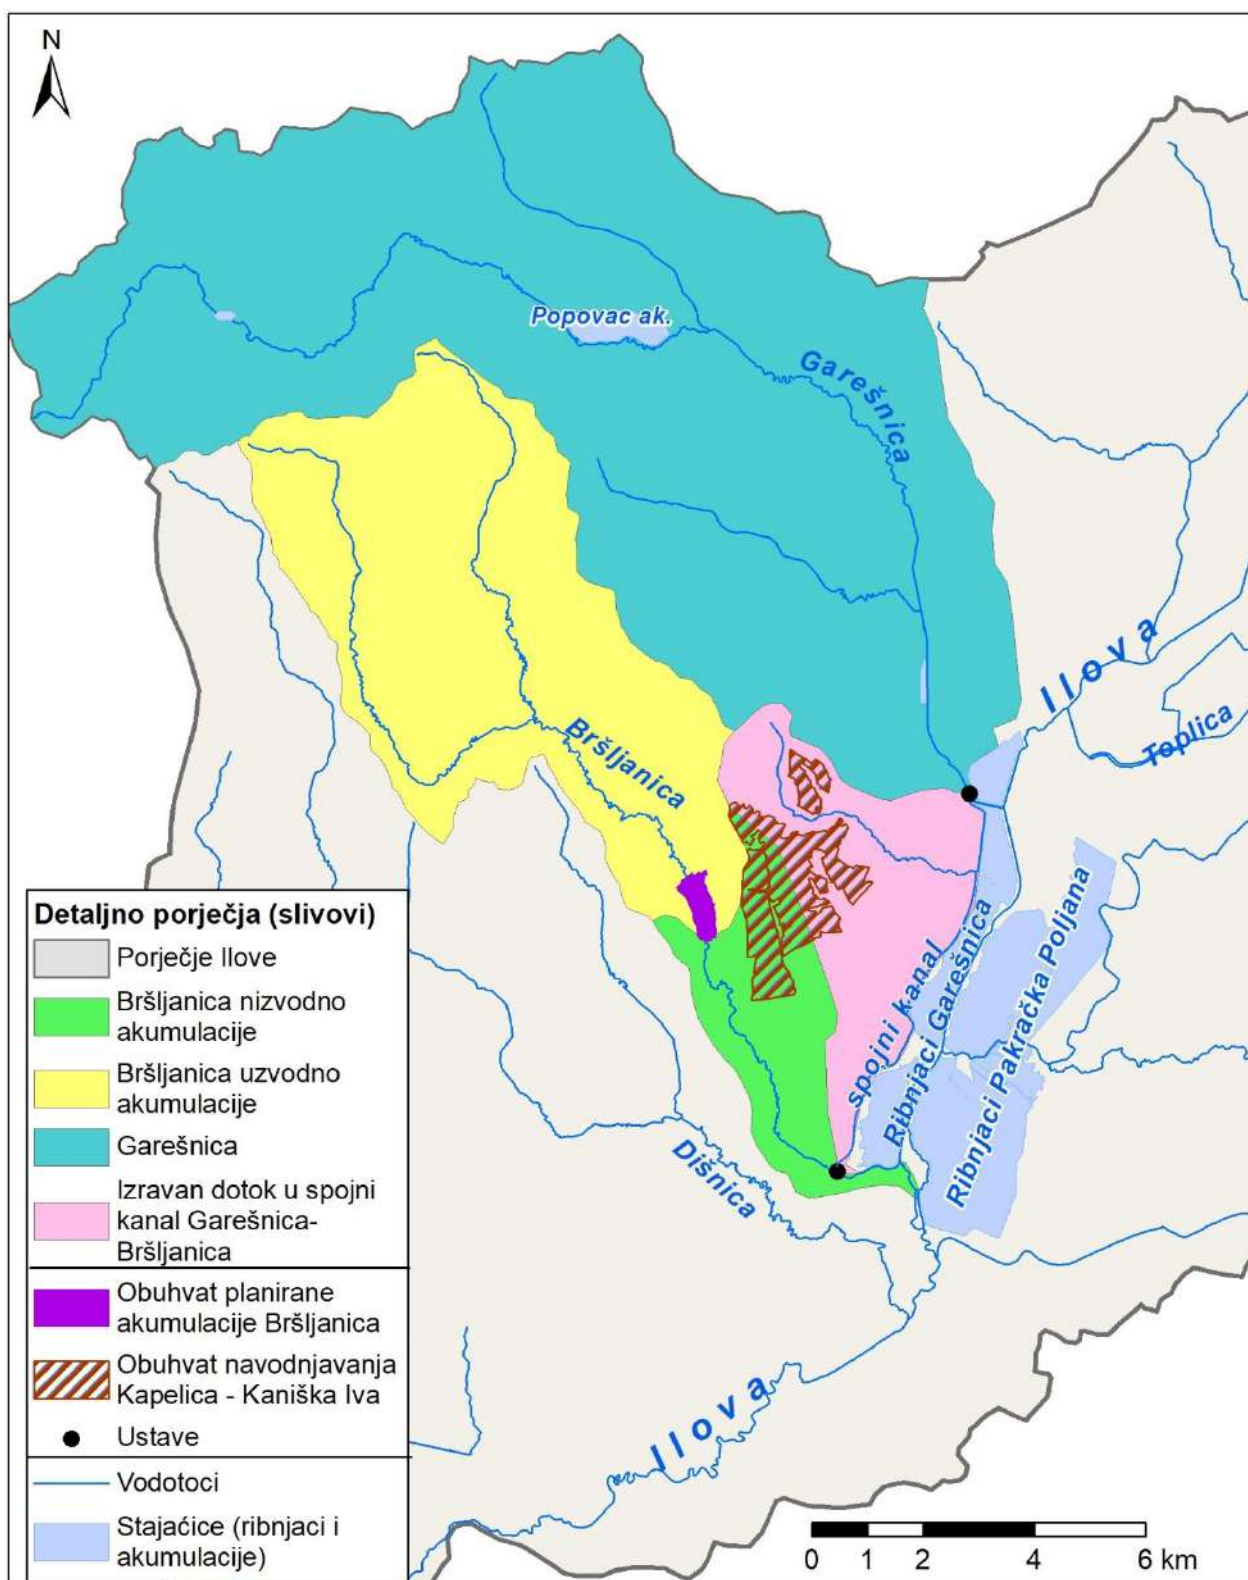 N
Popovac ak.
Garešnica
Ilova
Toplica
Bršljanica
spojni kanal
Ribnjaci Garešnica
Ribnjaci Pakračka Poljana
Dišnica
Ilova
Detaljno porječja (slivovi)
Porječje Ilove
Bršljanica nizvodno
akumulacije
Bršljanica uzvodno
akumulacije
Garešnica
Izravan dotok u spojni
kanal Garešnica-
Bršljanica
Obuhvat planirane
akumulacije Bršljanica
Obuhvat navodnjavanja
Kapelica - Kaniška Iva
Ustave
Vodotoci
Stajaćice (ribnjaci i
akumulacije)
0 1 2 4 6 km